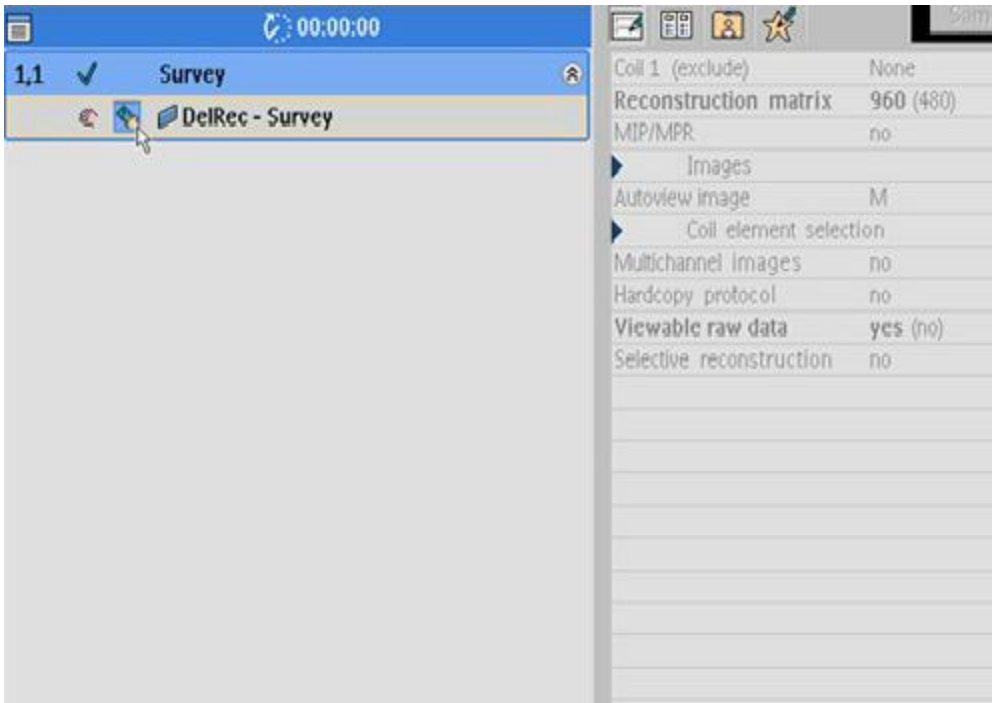 00:00:00
1,1 Survey
DelRec - Survey
Coil 1 (exclude) None
Reconstruction matrix 960 (480)
MIP/MPR no
Images
Autoview image M
Coil element selection
Multichannel images no
Hardcopy protocol no
Viewable raw data yes (no)
Selective reconstruction no